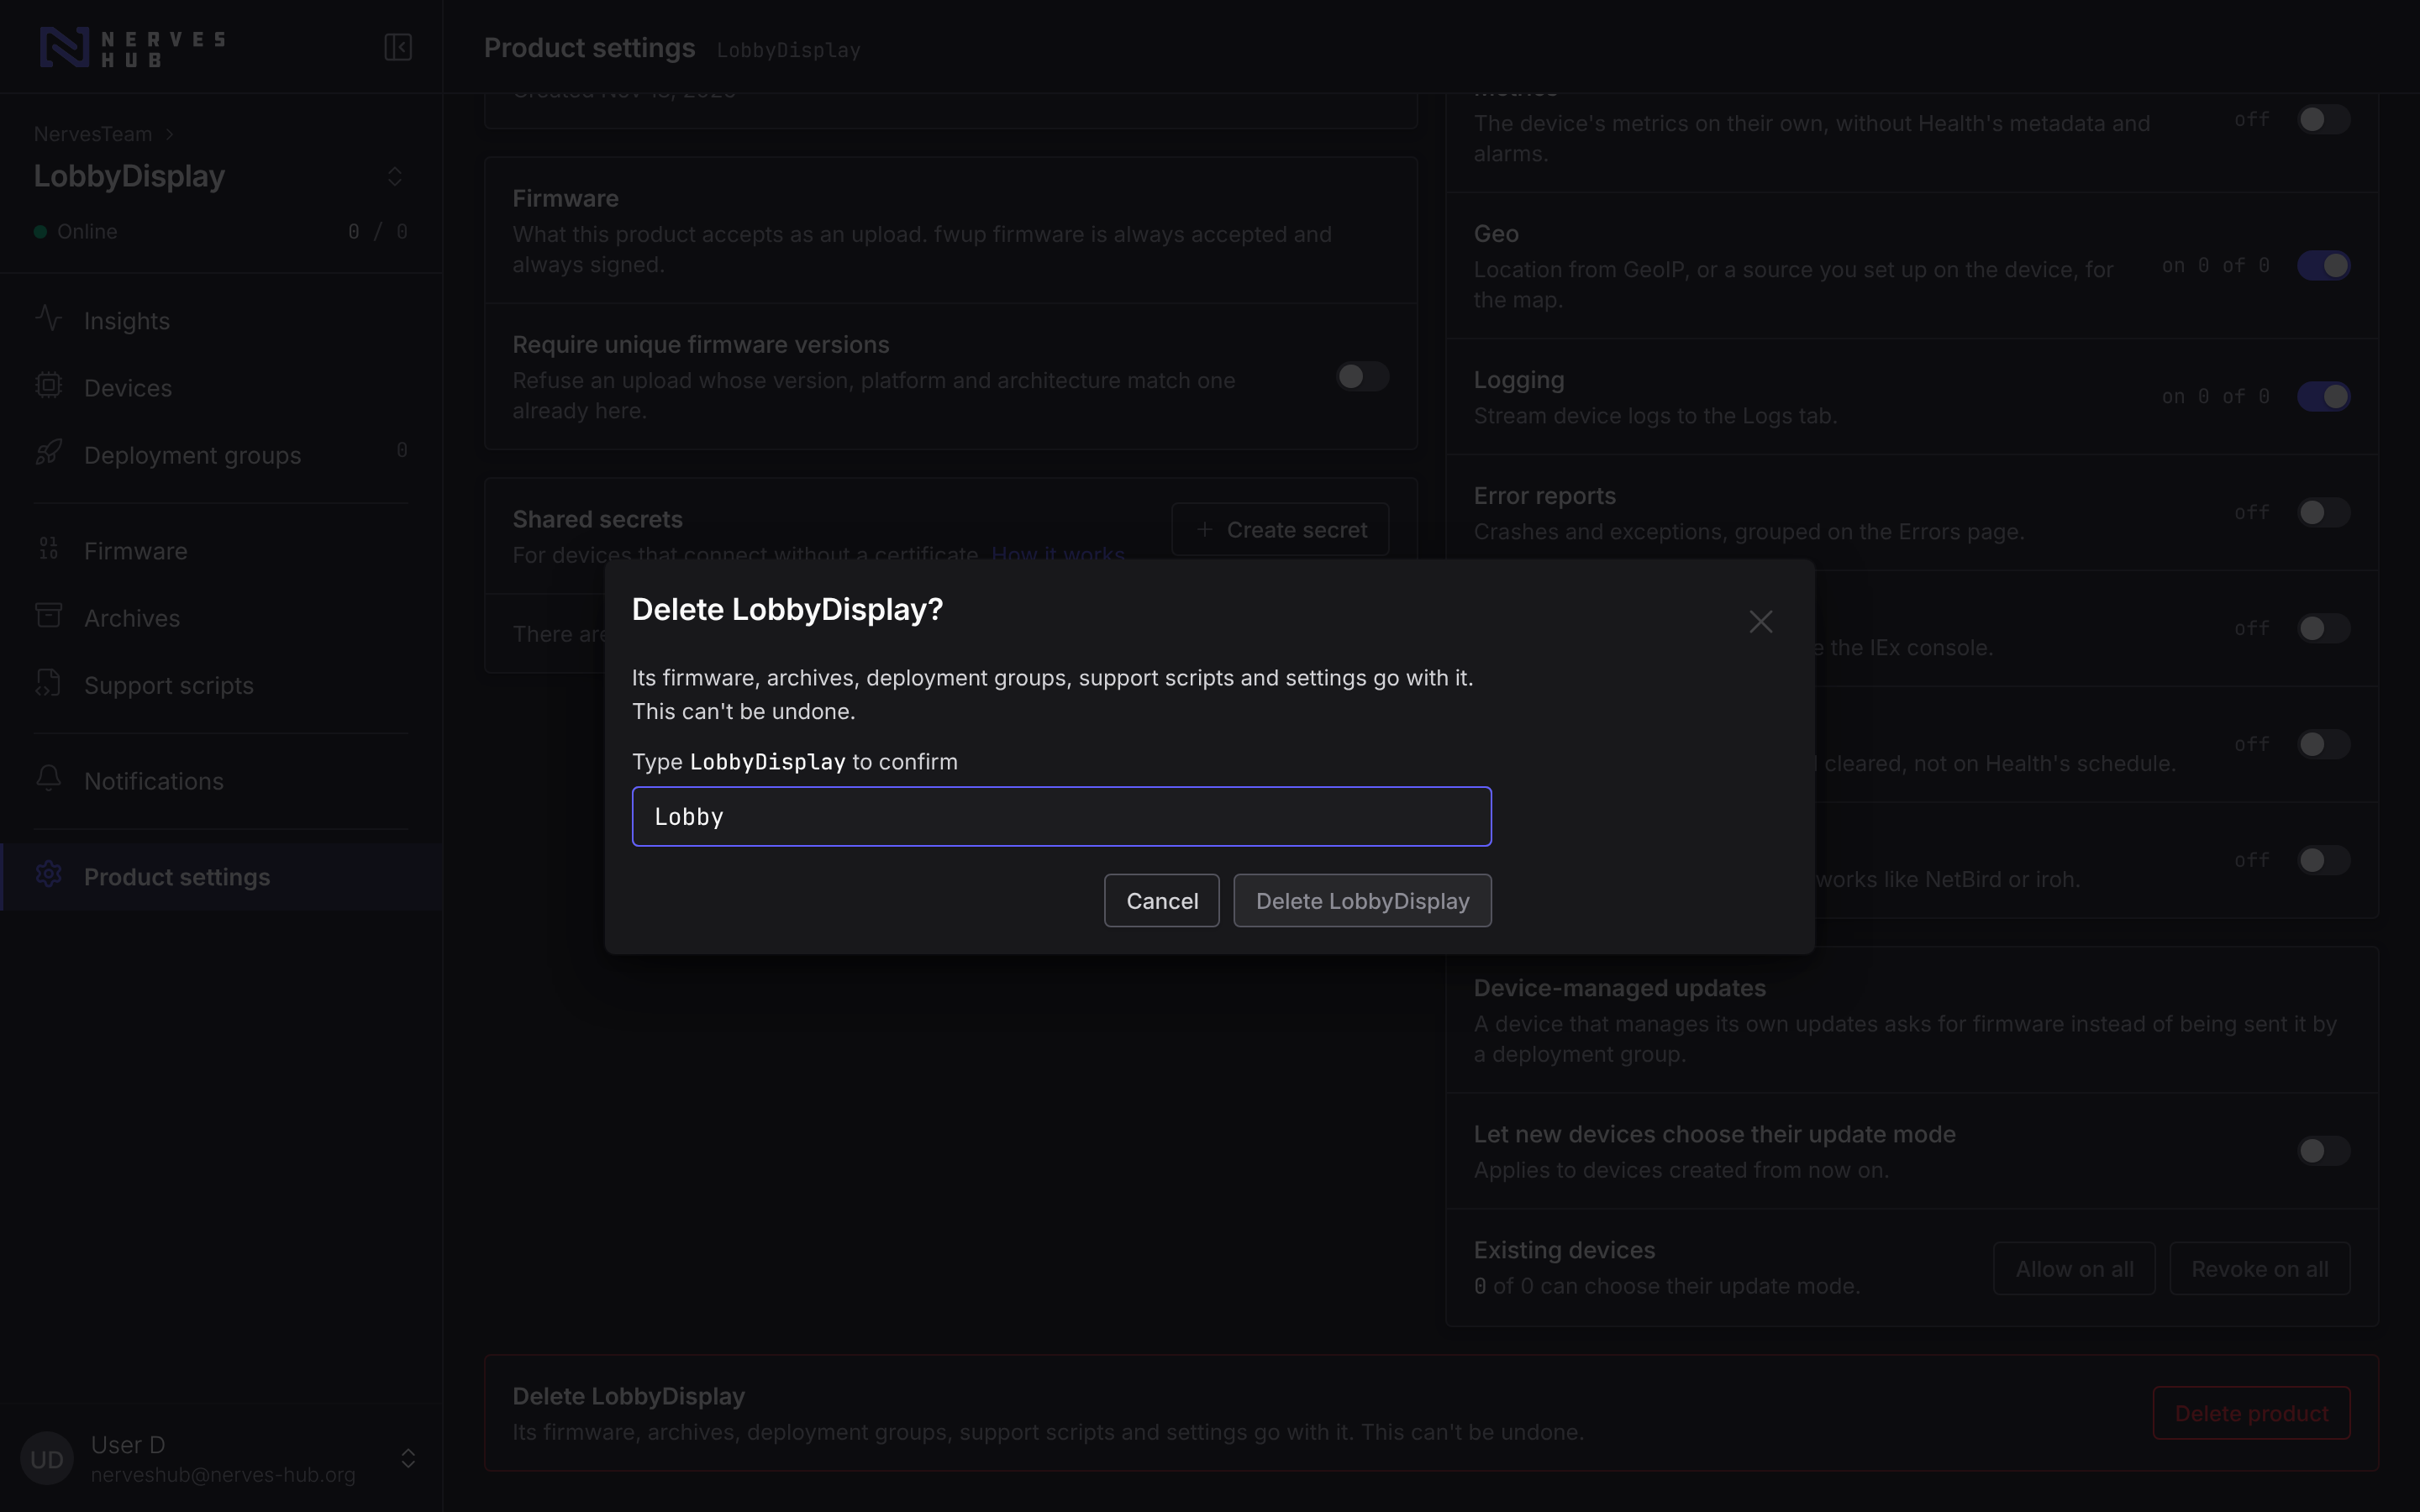 NERVES
HUB
NervesTeam
LobbyDisplay
Online
0 / 0
Insights
Devices
Deployment groups
0
Firmware
Archives
Support scripts
Notifications
Product settings
UD
User D
nerveshub@nerves-hub.org
Product settings LobbyDisplay
Firmware
What this product accepts as an upload. fwup firmware is always accepted and
always signed.
Require unique firmware versions
Refuse an upload whose version, platform and architecture match one
already here.
Shared secrets
For devices that connect without a certificate. How it works
Create secret
There are
The device's metrics on their own, without Health's metadata and
alarms.
off
Geo
Location from GeoIP, or a source you set up on the device, for
the map.
on 0 of 0
Logging
Stream device logs to the Logs tab.
on 0 of 0
Error reports
Crashes and exceptions, grouped on the Errors page.
off
the IEx console.
off
cleared, not on Health's schedule.
off
works like NetBird or iroh.
off
Delete LobbyDisplay?
Its firmware, archives, deployment groups, support scripts and settings go with it.
This can't be undone.
Type LobbyDisplay to confirm
Lobby
Cancel
Delete LobbyDisplay
Device-managed updates
A device that manages its own updates asks for firmware instead of being sent it by
a deployment group.
Let new devices choose their update mode
Applies to devices created from now on.
Existing devices
0 of 0 can choose their update mode.
Allow on all
Revoke on all
Delete LobbyDisplay
Its firmware, archives, deployment groups, support scripts and settings go with it. This can't be undone.
Delete product